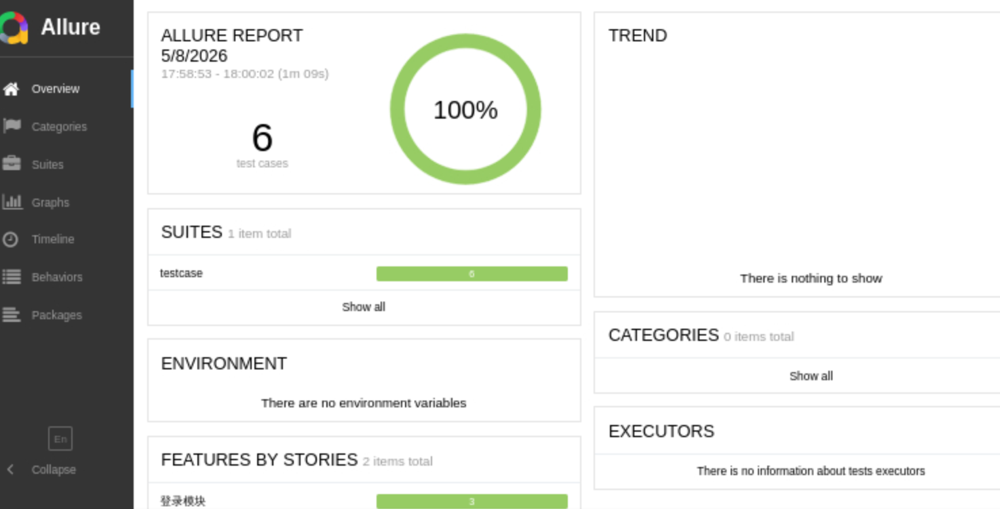 Allure
Overview
Categories
Suites
Graphs
Timeline
Behaviors
Packages
En
Collapse
ALLURE REPORT
5/8/2026
17:58:53 - 18:00:02 (1m 09s)
6
test cases
100%
SUITES 1 item total
testcase 6
Show all
ENVIRONMENT
There are no environment variables
FEATURES BY STORIES 2 items total
登录模块 3
TREND
There is nothing to show
CATEGORIES 0 items total
Show all
EXECUTORS
There is no information about tests executors